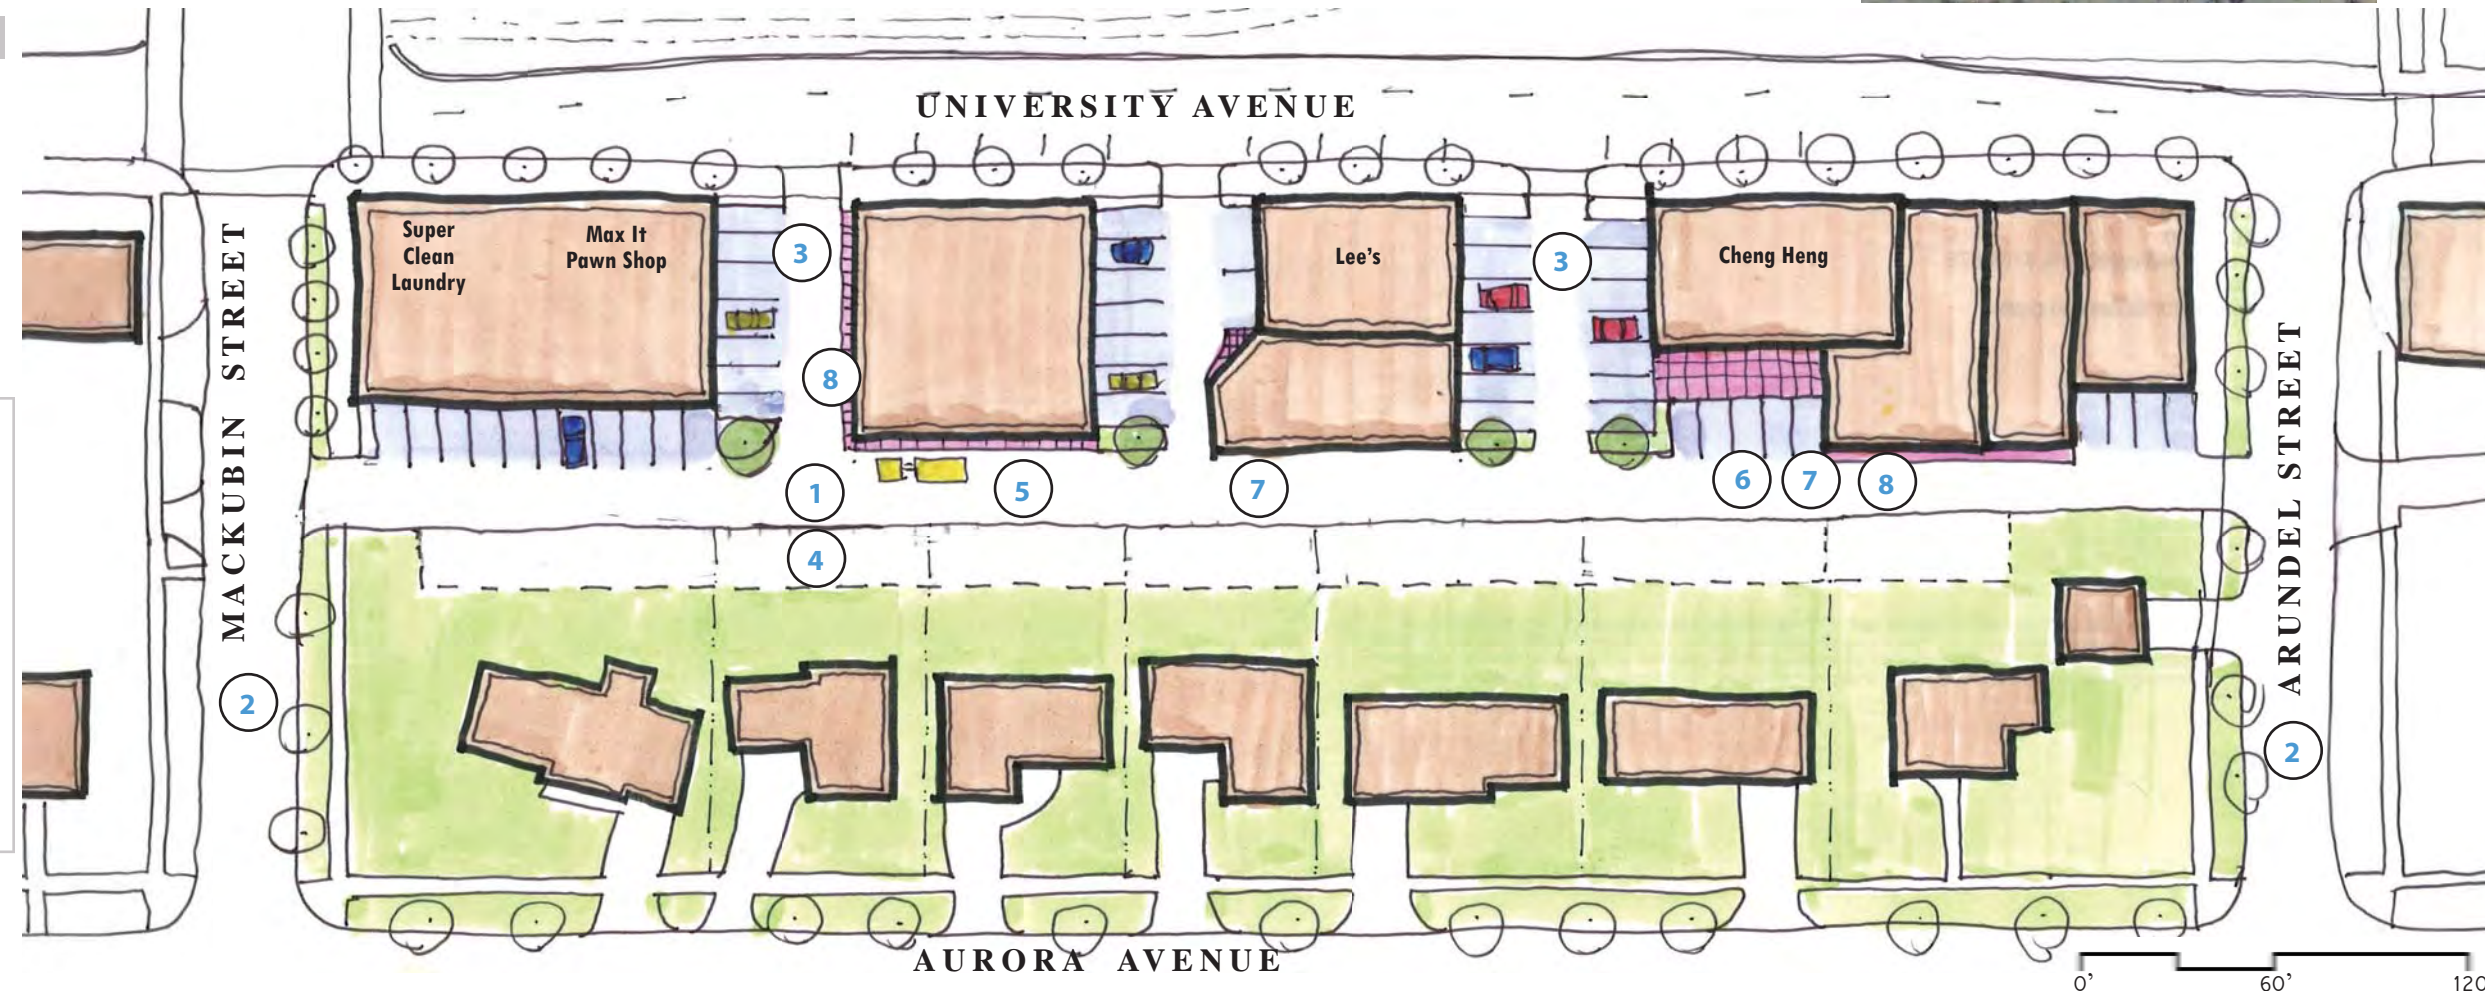 UNIVERSITY AVENUE
Super
Clean
Laundry
Max It
Pawn Shop
3
Lee's
3
Cheng Heng
MACKUBIN STREET
ARUNDEL STREET
8
1
5
7
6
7
8
4
2
2
AURORA AVENUE
0’
60’
120